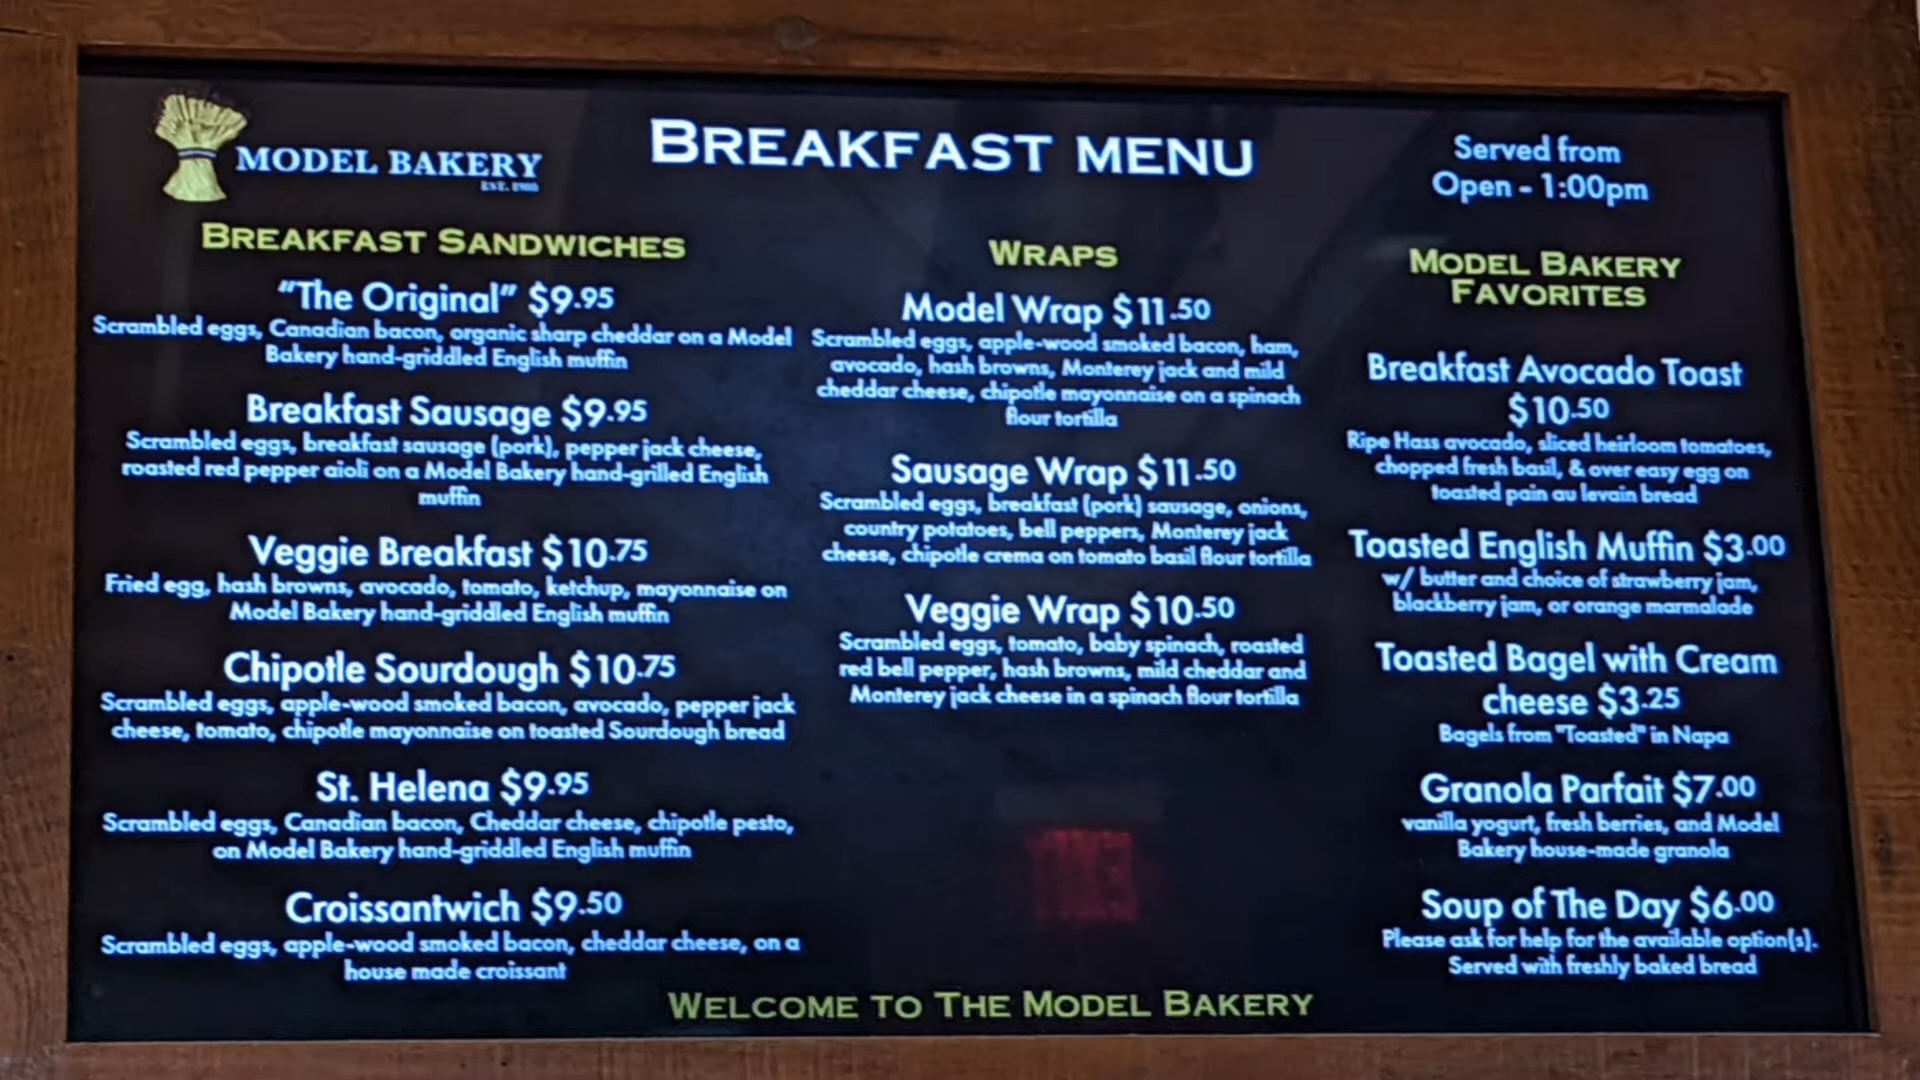 MODEL BAKERY
BREAKFAST MENU
Served from
Open - 1:00pm
BREAKFAST SANDWICHES
"The Original" $9.95
Scrambled eggs, Canadian bacon, organic sharp cheddar on a Model
Bakery hand-griddled English muffin
Breakfast Sausage $9.95
Scrambled eggs, breakfast sausage (pork), pepper jack cheese,
roasted red pepper aioli on a Model Bakery hand-grilled English
muffin
Veggie Breakfast $10.75
Fried egg, hash browns, avocado, tomato, ketchup, mayonnaise on
Model Bakery hand-griddled English muffin
Chipotle Sourdough $10.75
Scrambled eggs, apple-wood smoked bacon, avocado, pepper jack
cheese, tomato, chipotle mayonnaise on toasted Sourdough bread
St. Helena $9.95
Scrambled eggs, Canadian bacon, Cheddar cheese, chipotle pesto,
on Model Bakery hand-griddled English muffin
Croissantwich $9.50
Scrambled eggs, apple-wood smoked bacon, cheddar cheese, on a
house made croissant
WRAPS
Model Wrap $11.50
Scrambled eggs, apple-wood smoked bacon, ham,
avocado, hash browns, Monterey jack and mild
cheddar cheese, chipotle mayonnaise on a spinach
flour tortilla
Sausage Wrap $11.50
Scrambled eggs, breakfast (pork) sausage, onions,
country potatoes, bell peppers, Monterey jack
cheese, chipotle crema on tomato basil flour tortilla
Veggie Wrap $10.50
Scrambled eggs, tomato, baby spinach, roasted
red bell pepper, hash browns, mild cheddar and
Monterey jack cheese in a spinach flour tortilla
MODEL BAKERY
FAVORITES
Breakfast Avocado Toast
$10.50
Ripe Hass avocado, sliced heirloom tomatoes,
chopped fresh basil, & over easy egg on
toasted pain au levain bread
Toasted English Muffin $3.00
w/ butter and choice of strawberry jam,
blackberry jam, or orange marmalade
Toasted Bagel with Cream
cheese $3.25
Bagels from "Toasted" in Napa
Granola Parfait $7.00
vanilla yogurt, fresh berries, and Model
Bakery house-made granola
Soup of The Day $6.00
Please ask for help for the available option(s).
Served with freshly baked bread
WELCOME TO THE MODEL BAKERY